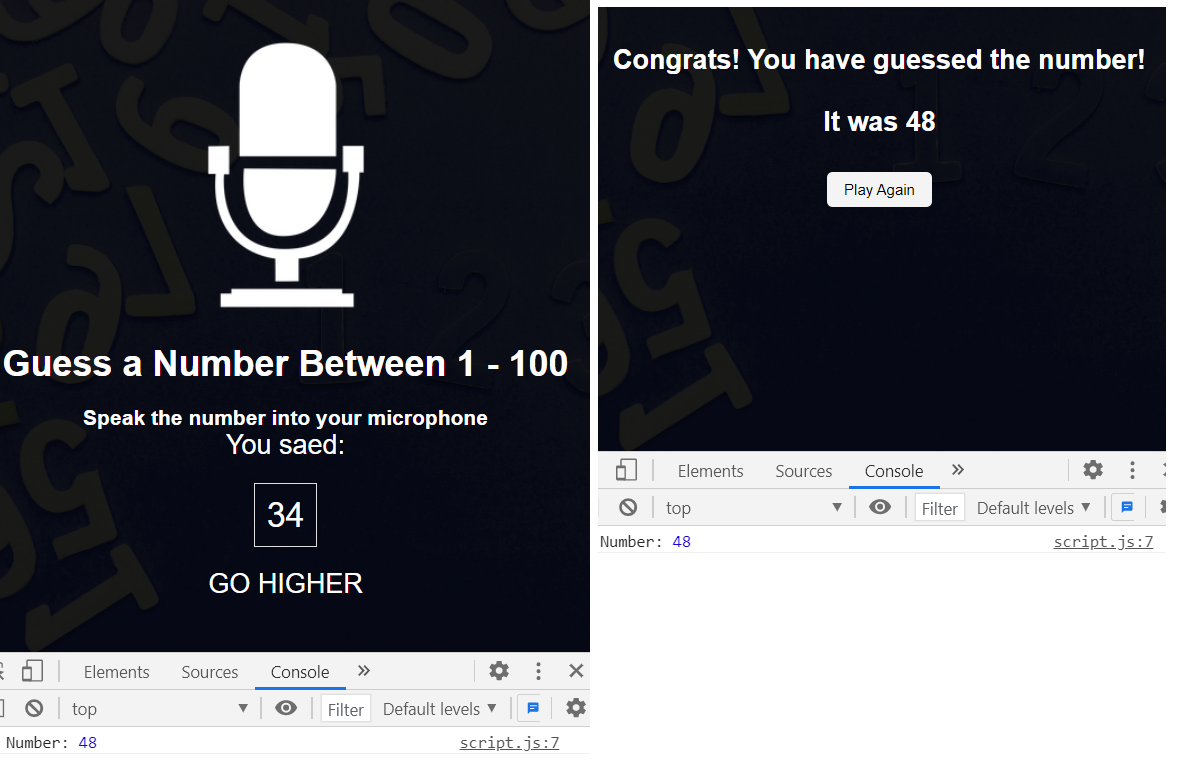 Guess a Number Between 1 - 100
Speak the number into your microphone
You saed:
34
GO HIGHER
Elements Sources Console »
top ▼ Filter Default levels ▼
Number: 48 script.js:7
Congrats! You have guessed the number!
It was 48
Play Again
Elements Sources Console »
top ▼ Filter Default levels ▼
Number: 48 script.js:7